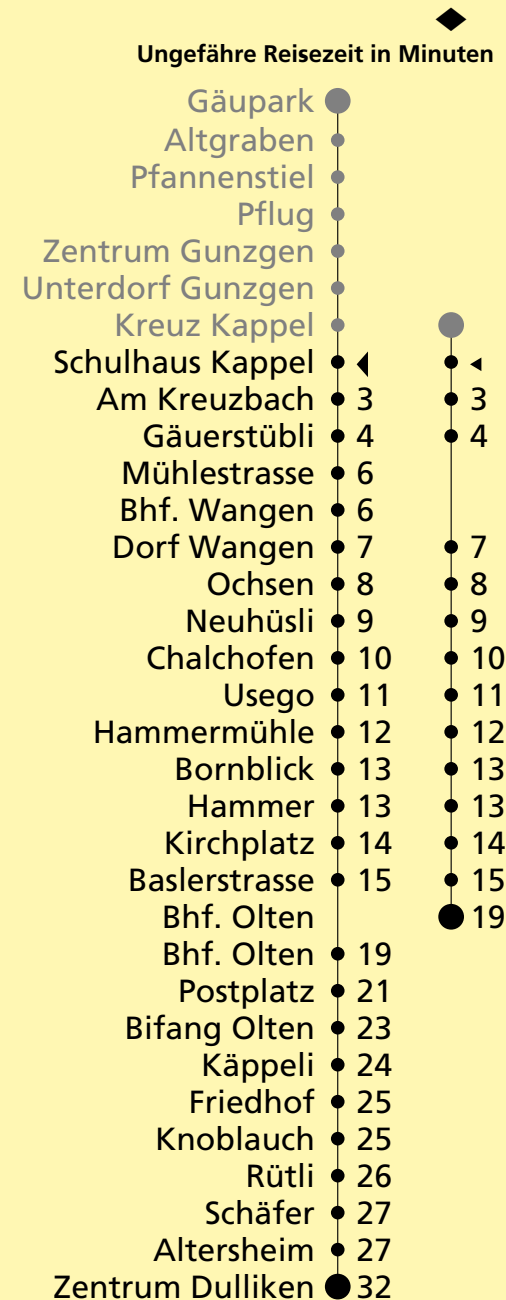 Ungefähre Reisezeit in Minuten
Gäupark
Altgraben
Pfannenstiel
Pflug
Zentrum Gunzgen
Unterdorf Gunzgen
Kreuz Kappel
Schulhaus Kappel
Am Kreuzbach 3 3
Gäuerstübli 4 4
Mühlestrasse 6
Bhf. Wangen 6
Dorf Wangen 7 7
Ochsen 8 8
Neuhüsli 9 9
Chalchofen 10 10
Usego 11 11
Hammermühle 12 12
Bornblick 13 13
Hammer 13 13
Kirchplatz 14 14
Baslerstrasse 15 15
Bhf. Olten 19
Bhf. Olten 19
Postplatz 21
Bifang Olten 23
Käppeli 24
Friedhof 25
Knoblauch 25
Rütli 26
Schäfer 27
Altersheim 27
Zentrum Dulliken 32